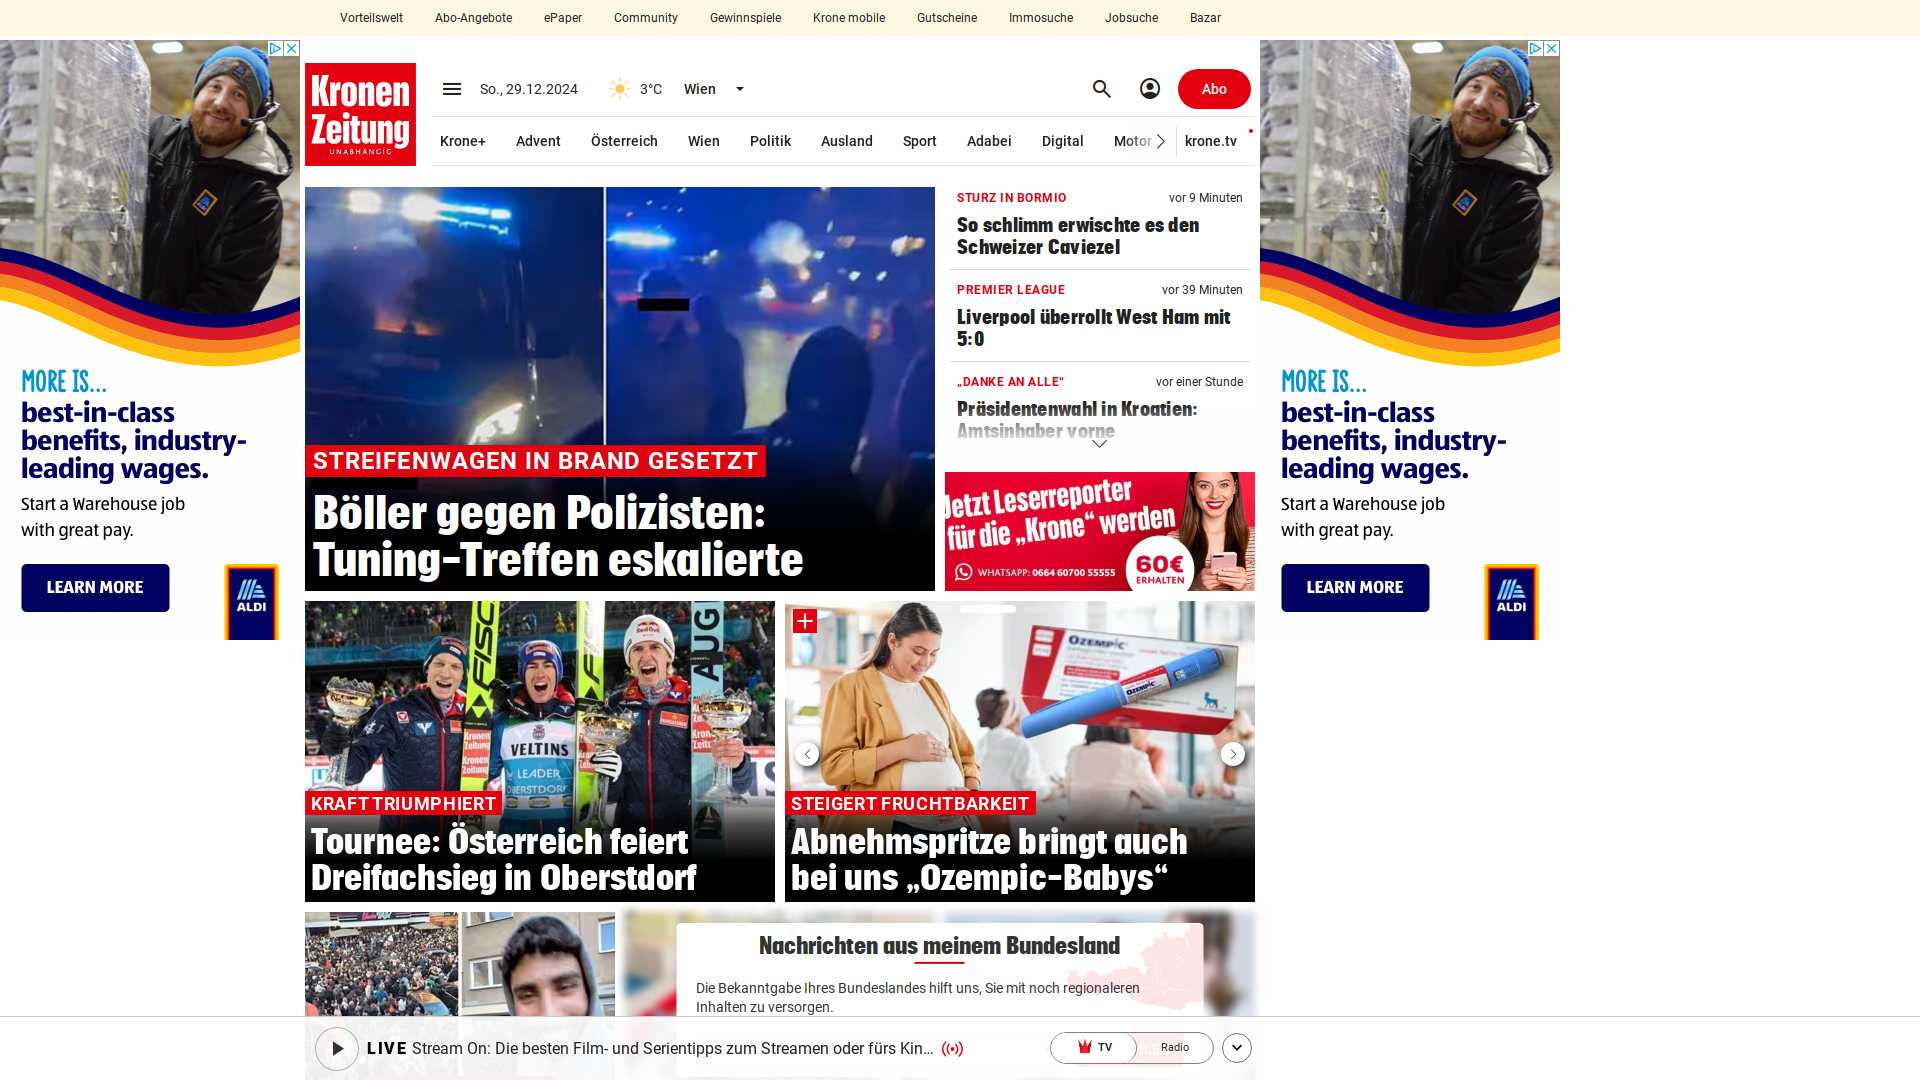 Vorteilswelt Abo-Angebote ePaper Community Gewinnspiele Krone mobile Gutscheine Immosuche Jobsuche Bazar
Kronen
Zeitung
UNABHÄNGIG
So., 29.12.2024 3°C Wien
Abo
Krone+ Advent Österreich Wien Politik Ausland Sport Adabei Digital Motor krone.tv
STREIFENWAGEN IN BRAND GESETZT
Böller gegen Polizisten:
Tuning-Treffen eskalierte
STURZ IN BORMIO vor 9 Minuten
So schlimm erwischte es den
Schweizer Caviezel
PREMIER LEAGUE vor 39 Minuten
Liverpool überrollt West Ham mit
5:0
„DANKE AN ALLE“ vor einer Stunde
Präsidentenwahl in Kroatien:
Amtsinhaber vorne
Jetzt Leserreporter
für die „Krone“ werden
WHATSAPP: 0664 60700 55555
60€
ERHALTEN
FISCHER
AUG
VELTINS
LEADER
OBERSTDORF
Kronen
Zeitung
KRAFT TRIUMPHIERT
Tournee: Österreich feiert
Dreifachsieg in Oberstdorf
OZEMPIC
OZEMPIC
STEIGERT FRUCHTBARKEIT
Abnehmspritze bringt auch
bei uns „Ozempic-Babys“
Nachrichten aus meinem Bundesland
Die Bekanntgabe Ihres Bundeslandes hilft uns, Sie mit noch regionaleren
Inhalten zu versorgen.
LIVE Stream On: Die besten Film- und Serientipps zum Streamen oder fürs Kin...
TV Radio
MORE IS...
best-in-class
benefits, industry-
leading wages.
Start a Warehouse job
with great pay.
LEARN MORE
ALDI
MORE IS...
best-in-class
benefits, industry-
leading wages.
Start a Warehouse job
with great pay.
LEARN MORE
ALDI